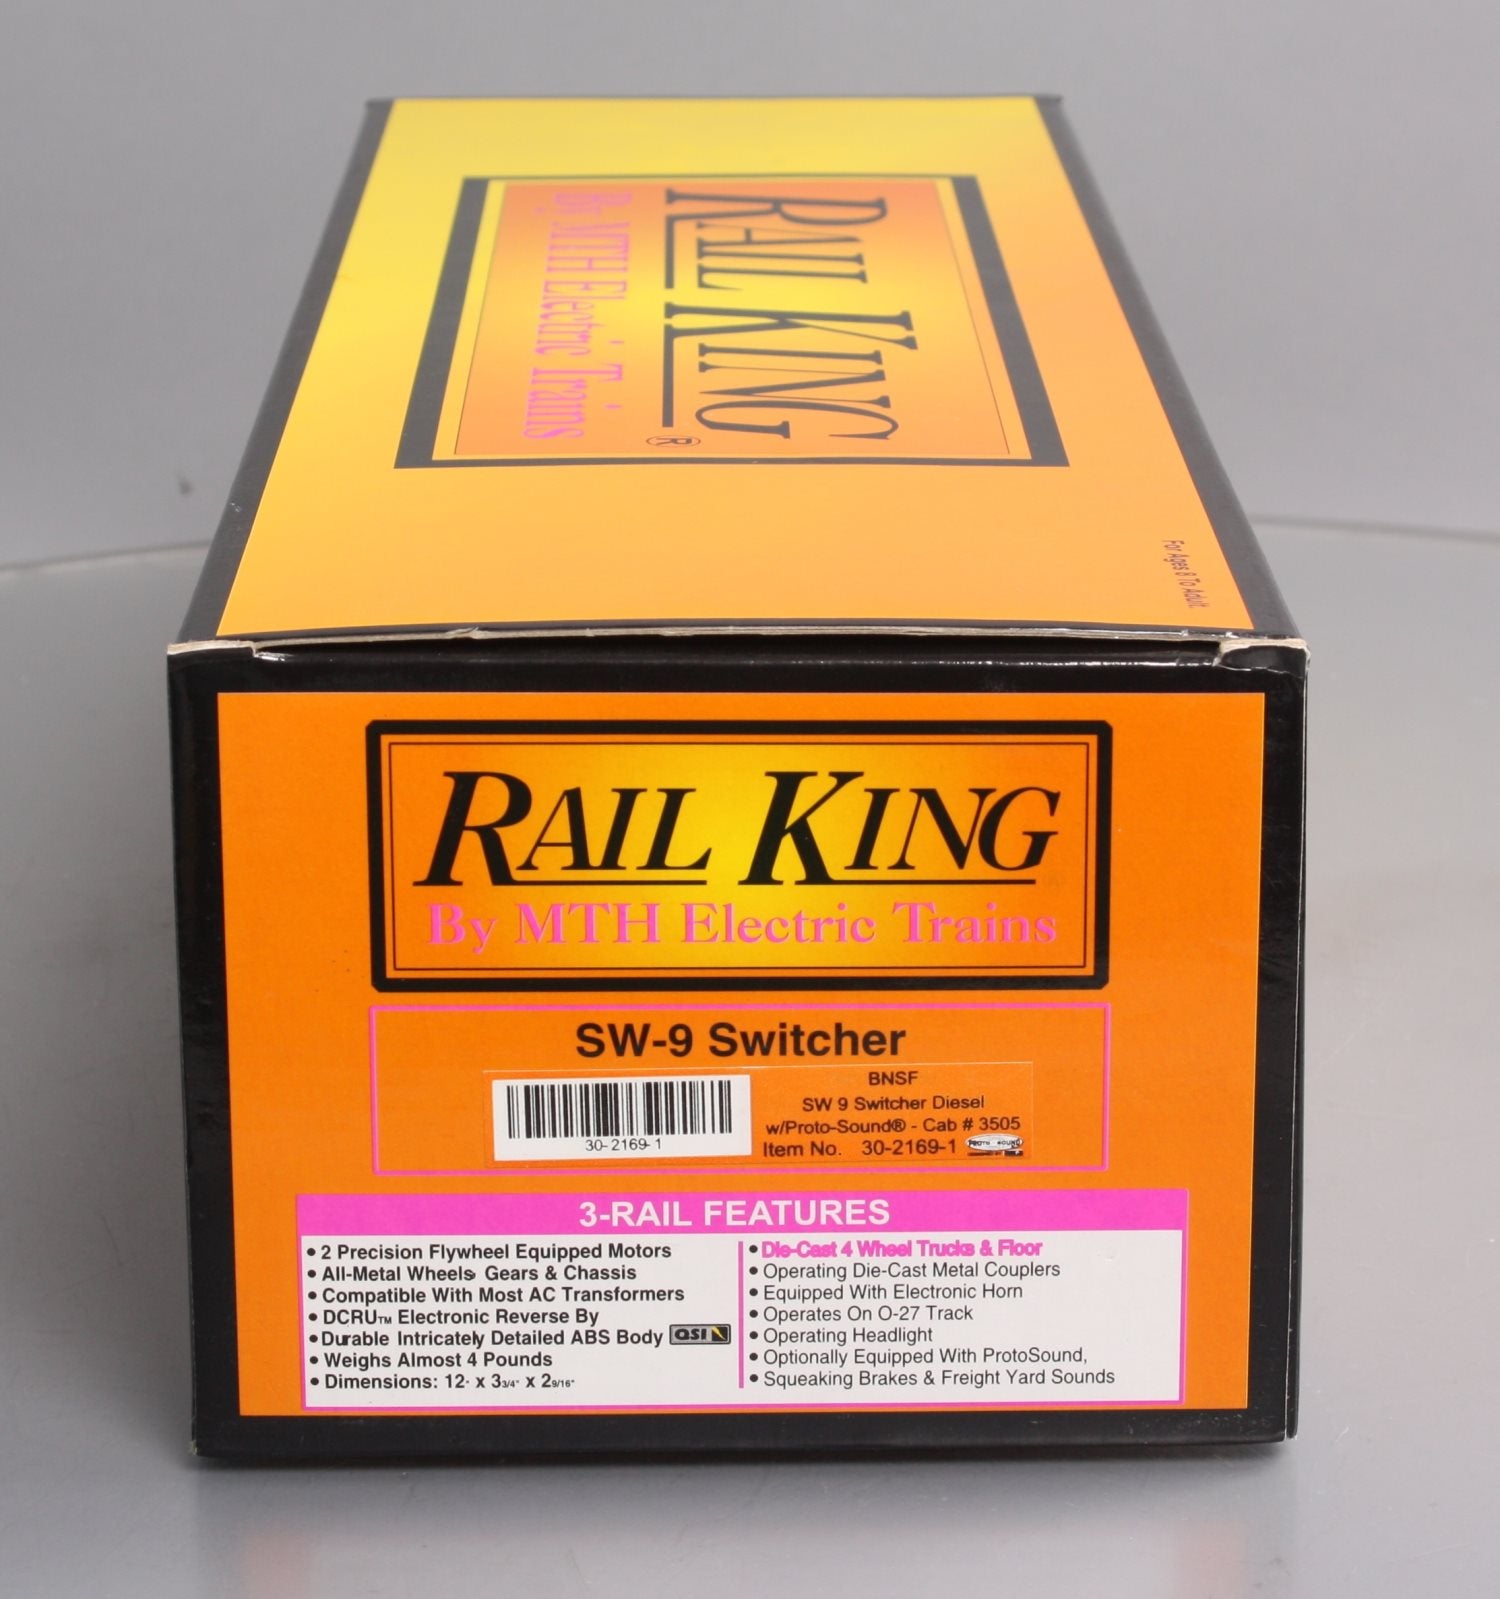 RAIL KING®
By MTH Electric Trains
For Ages 8 To Adult.
RAIL KING
By MTH Electric Trains
SW-9 Switcher
BNSF
SW 9 Switcher Diesel
w/Proto-Sound® - Cab # 3505
Item No. 30-2169-1
30-2169-1
3-RAIL FEATURES
• 2 Precision Flywheel Equipped Motors
• All-Metal Wheels, Gears & Chassis
• Compatible With Most AC Transformers
• DCRU™ Electronic Reverse By
• Durable Intricately Detailed ABS Body QSI
• Weighs Almost 4 Pounds
• Dimensions: 12" x 3 3/4" x 2 9/16"
• Die-Cast 4 Wheel Trucks & Floor
• Operating Die-Cast Metal Couplers
• Equipped With Electronic Horn
• Operates On O-27 Track
• Operating Headlight
• Optionally Equipped With ProtoSound,
• Squeaking Brakes & Freight Yard Sounds